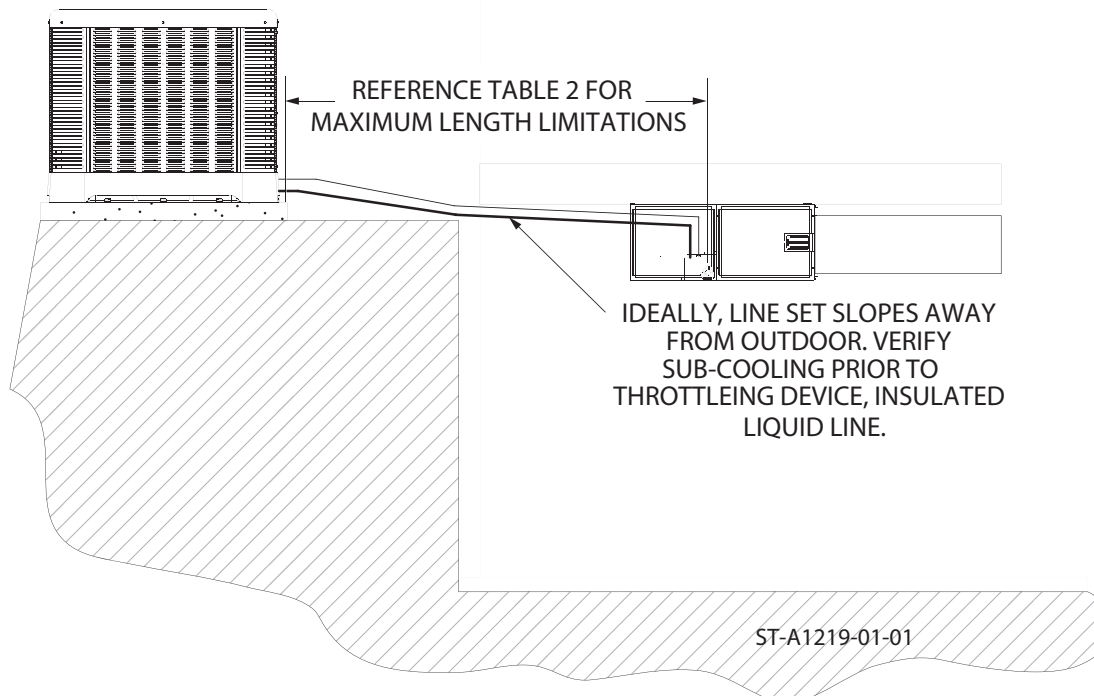 REFERENCE TABLE 2 FOR
MAXIMUM LENGTH LIMITATIONS
IDEALLY, LINE SET SLOPES AWAY
FROM OUTDOOR. VERIFY
SUB-COOLING PRIOR TO
THROTTLEING DEVICE, INSULATED
LIQUID LINE.
ST-A1219-01-01